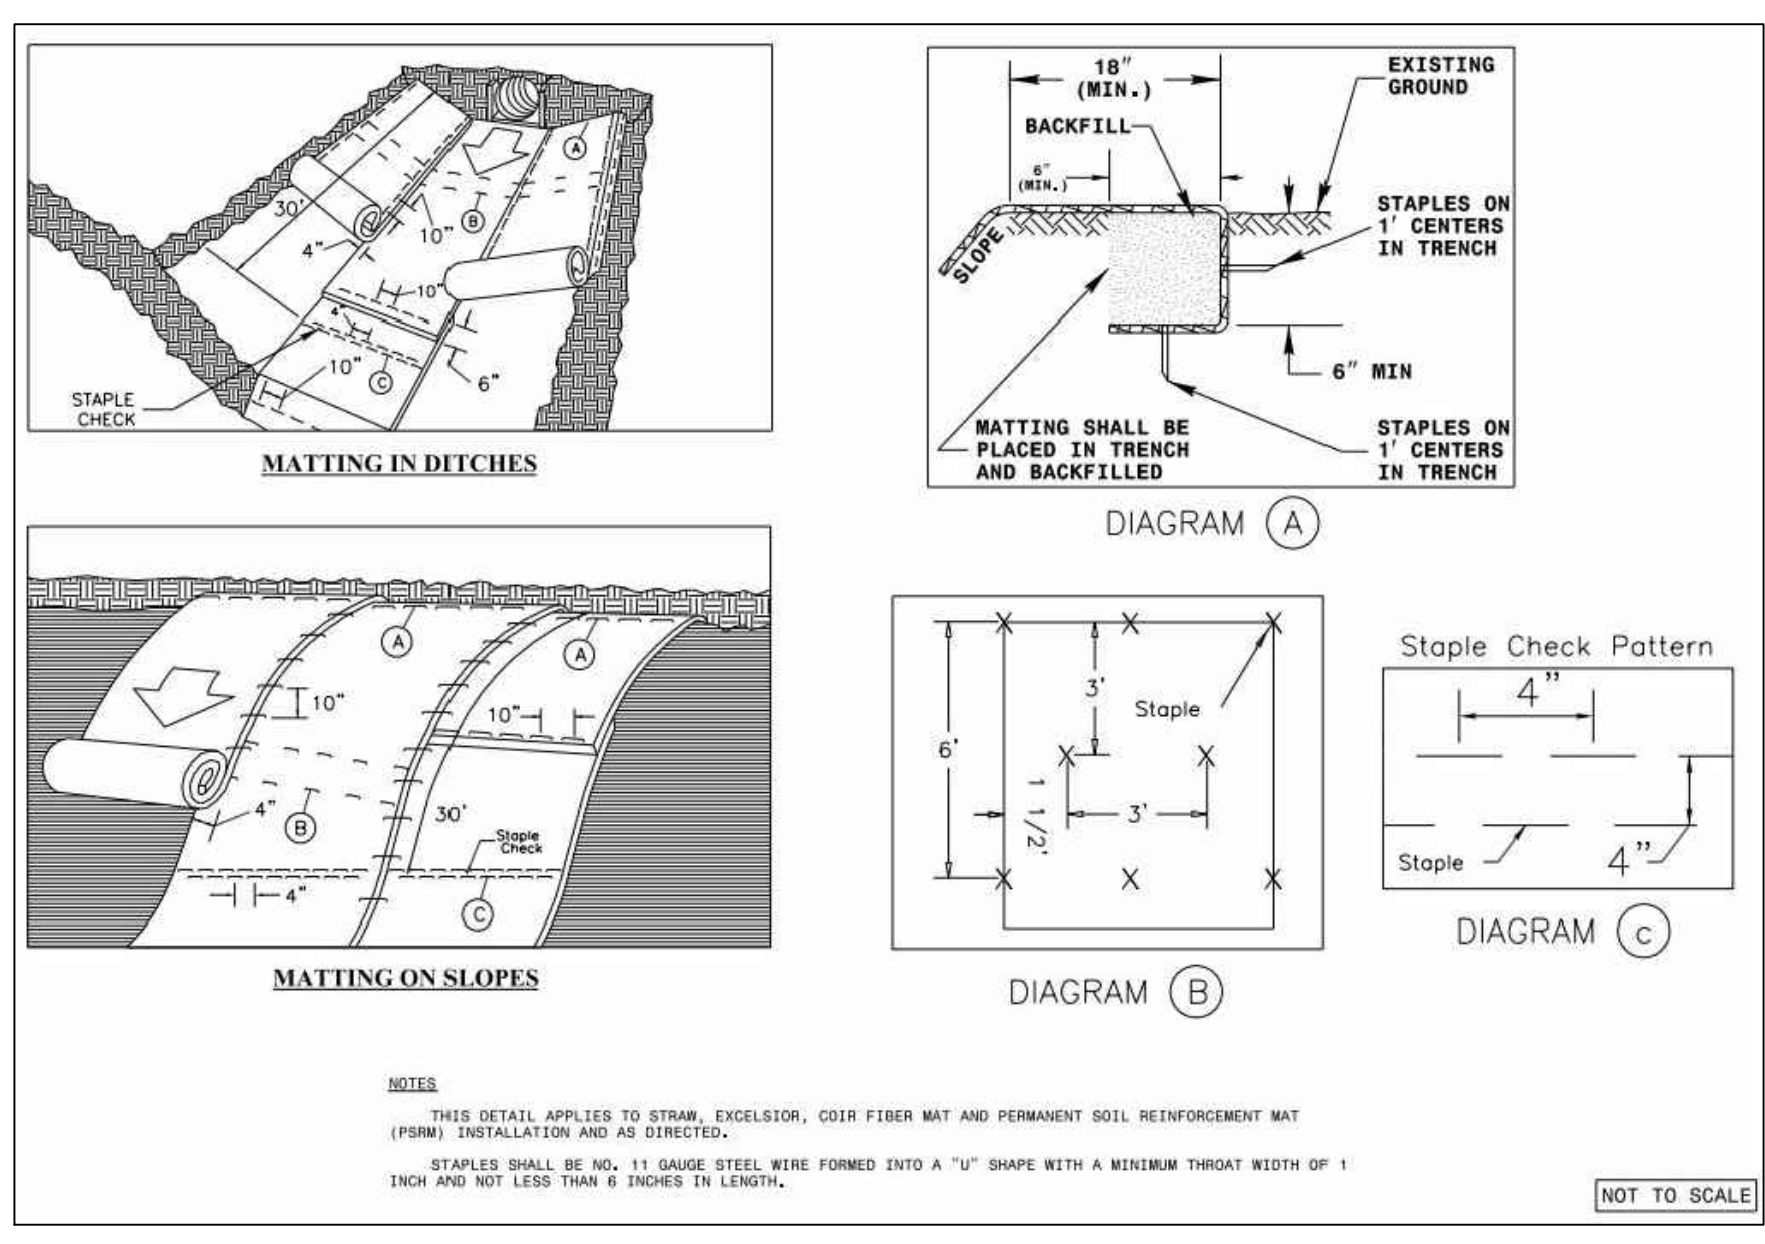 30'
4"
10"
10"
4"
10"
6"
A
B
C
STAPLE
CHECK
MATTING IN DITCHES
18"
(MIN.)
EXISTING
GROUND
BACKFILL
6"
(MIN.)
STAPLES ON
1' CENTERS
IN TRENCH
SLOPE
6" MIN
MATTING SHALL BE
PLACED IN TRENCH
AND BACKFILLED
STAPLES ON
1' CENTERS
IN TRENCH
DIAGRAM A
A
A
10"
10"
4"
B
30'
Staple
Check
4"
C
MATTING ON SLOPES
3'
Staple
6'
1 1/2'
3'
DIAGRAM B
Staple Check Pattern
4"
Staple
4"
DIAGRAM c
NOTES
THIS DETAIL APPLIES TO STRAW, EXCELSIOR, COIR FIBER MAT AND PERMANENT SOIL REINFORCEMENT MAT
(PSRM) INSTALLATION AND AS DIRECTED.
STAPLES SHALL BE NO. 11 GAUGE STEEL WIRE FORMED INTO A "U" SHAPE WITH A MINIMUM THROAT WIDTH OF 1
INCH AND NOT LESS THAN 6 INCHES IN LENGTH.
NOT TO SCALE